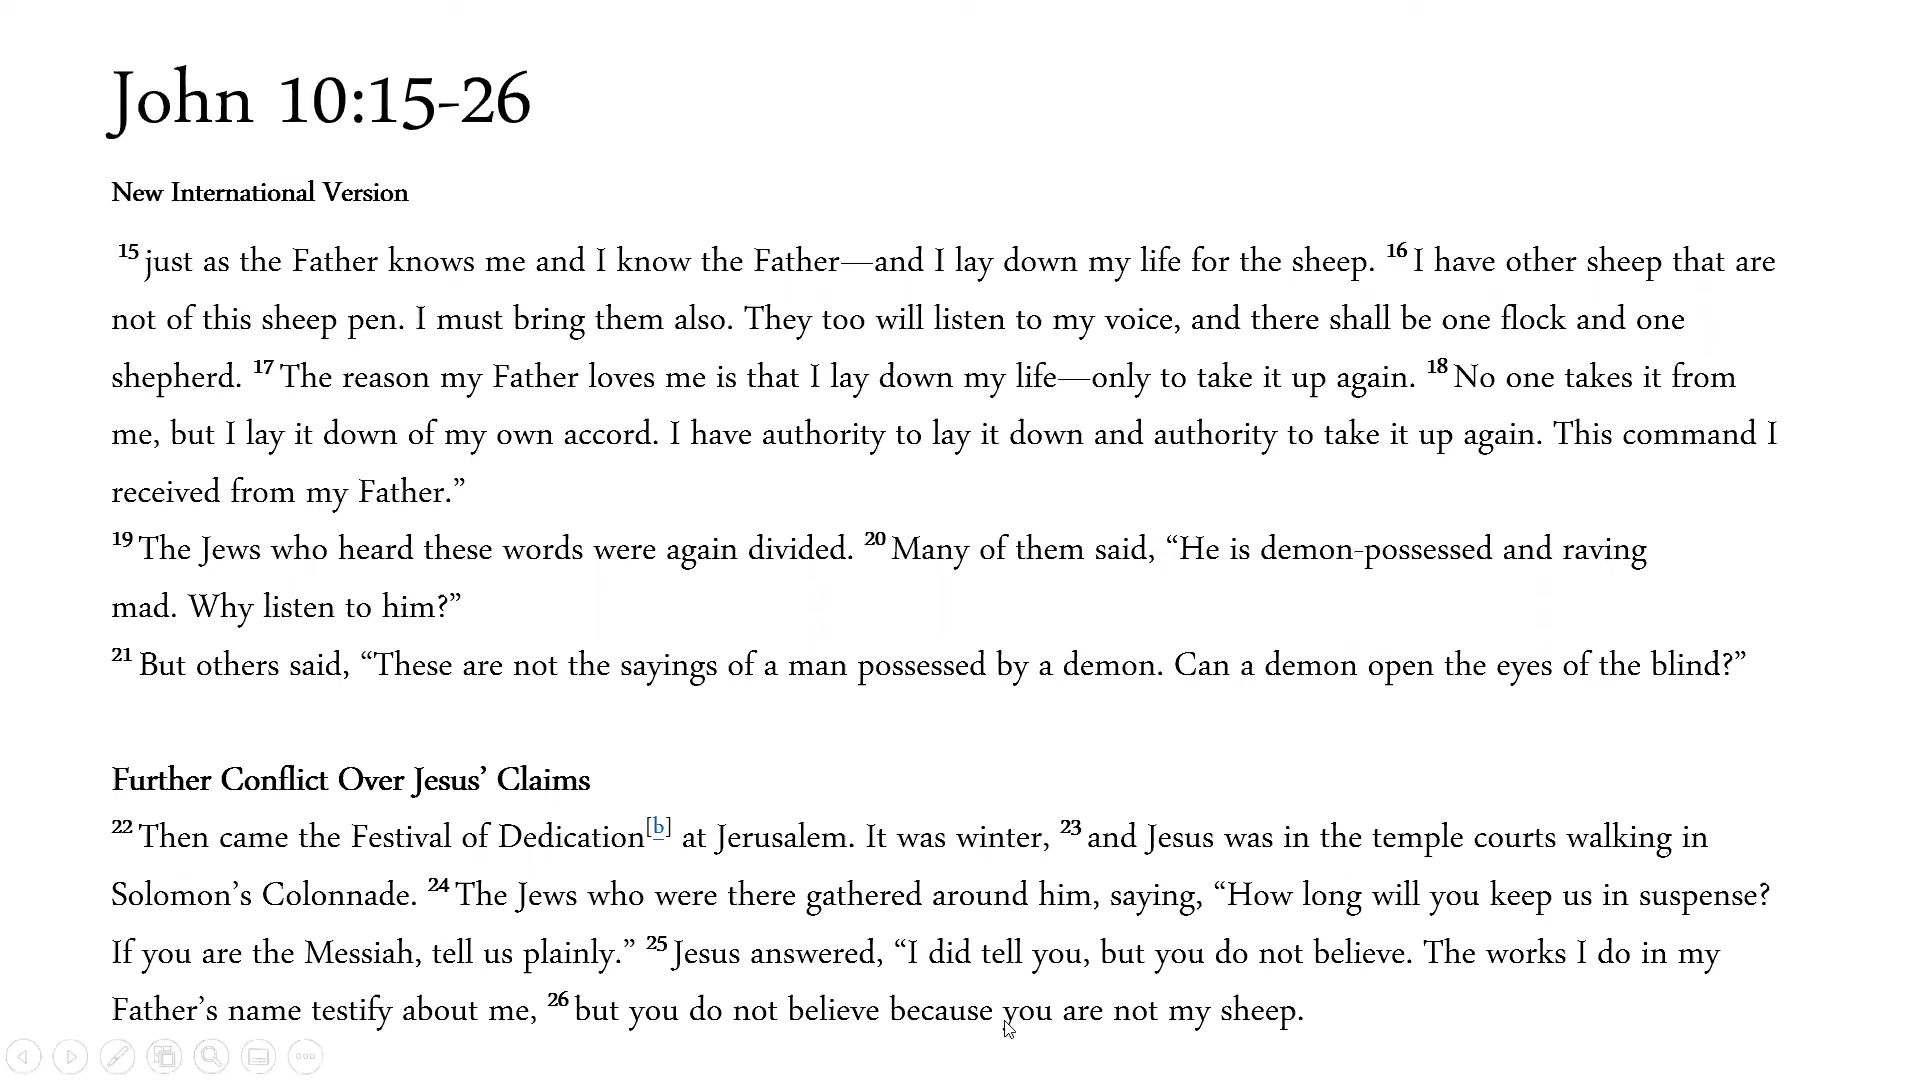 John 10:15-26
New International Version
15 just as the Father knows me and I know the Father—and I lay down my life for the sheep. 16 I have other sheep that are
not of this sheep pen. I must bring them also. They too will listen to my voice, and there shall be one flock and one
shepherd. 17 The reason my Father loves me is that I lay down my life—only to take it up again. 18 No one takes it from
me, but I lay it down of my own accord. I have authority to lay it down and authority to take it up again. This command I
received from my Father.”
19 The Jews who heard these words were again divided. 20 Many of them said, “He is demon-possessed and raving
mad. Why listen to him?”
21 But others said, “These are not the sayings of a man possessed by a demon. Can a demon open the eyes of the blind?”
Further Conflict Over Jesus’ Claims
22 Then came the Festival of Dedication[b] at Jerusalem. It was winter, 23 and Jesus was in the temple courts walking in
Solomon’s Colonnade. 24 The Jews who were there gathered around him, saying, “How long will you keep us in suspense?
If you are the Messiah, tell us plainly.” 25 Jesus answered, “I did tell you, but you do not believe. The works I do in my
Father’s name testify about me, 26 but you do not believe because you are not my sheep.